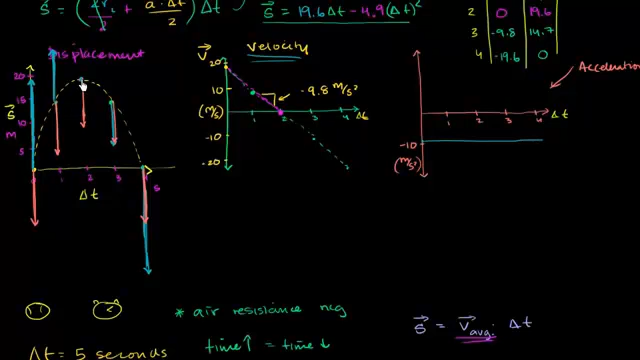 s = (2v_i/2 + a·Δt/2) Δt
s = 19.6Δt - 4.9(Δt)²
2 0 19.6
3 -9.8 14.7
4 -19.6 0
Displacement
Velocity
Acceleration
20
15
s
m
5
1 2 3
s
Δt
v
20
10
(m/s)
-10
-20
1 2 3 4
Δt
-9.8 m/s²
1 2 3 4
Δt
-10
(m/s²)
* air resistance neg
time↑ = time↓
Δt = 5 seconds
s = v_avg. Δt